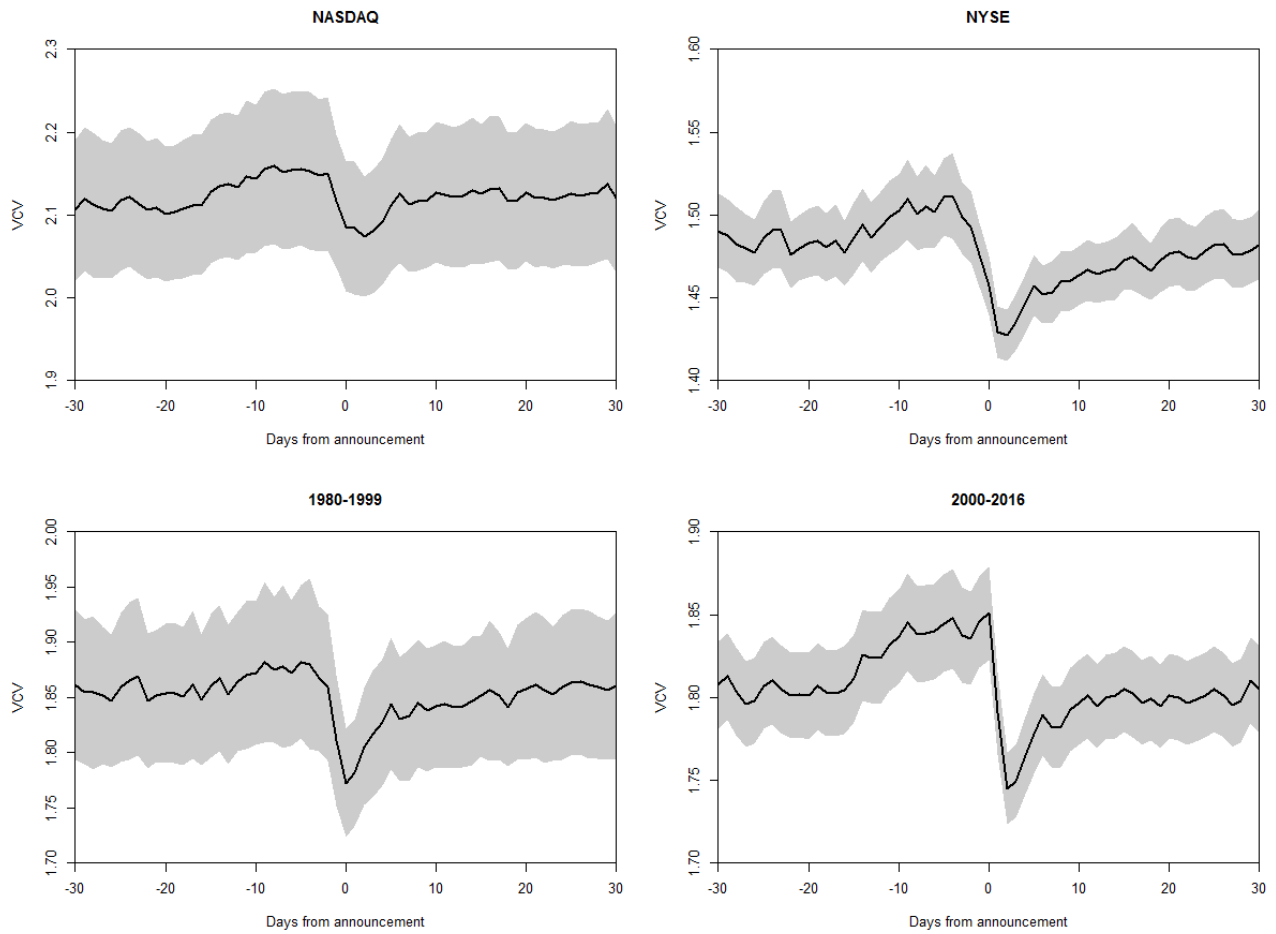 NASDAQ
VCV
2.3
2.2
2.1
2.0
1.9
-30 -20 -10 0 10 20 30
Days from announcement
NYSE
VCV
1.60
1.55
1.50
1.45
1.40
-30 -20 -10 0 10 20 30
Days from announcement
1980-1999
VCV
2.00
1.95
1.90
1.85
1.80
1.75
1.70
-30 -20 -10 0 10 20 30
Days from announcement
2000-2016
VCV
1.90
1.85
1.80
1.75
1.70
-30 -20 -10 0 10 20 30
Days from announcement